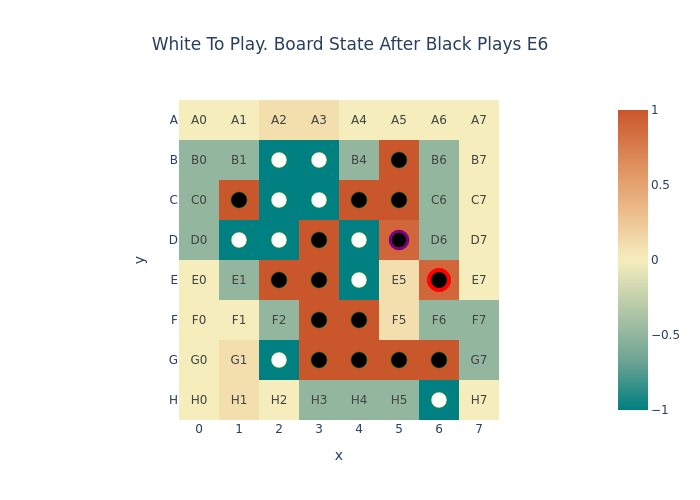 White To Play. Board State After Black Plays E6
A A0 A1 A2 A3 A4 A5 A6 A7
B B0 B1 B4 B6 B7
C C0 C6 C7
D D0 D6 D7
E E0 E1 E5 E7
F F0 F1 F2 F5 F6 F7
G G0 G1 G7
H H0 H1 H2 H3 H4 H5 H7
0 1 2 3 4 5 6 7
x
y
1
0.5
0
−0.5
−1